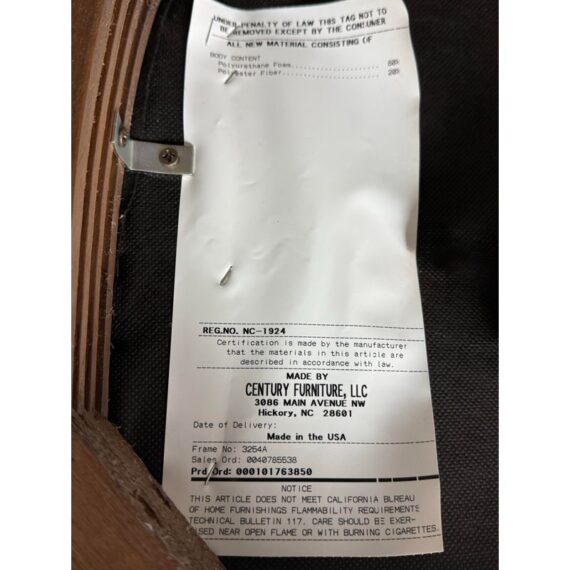 UNDER PENALTY OF LAW THIS TAG NOT TO
BE REMOVED EXCEPT BY THE CONSUMER
ALL NEW MATERIAL CONSISTING OF
BODY CONTENT
Polyurethane Foam.................... 80%
Polyester Fiber...................... 20%
REG.NO. NC-1924
Certification is made by the manufacturer
that the materials in this article are
described in accordance with law.
MADE BY
CENTURY FURNITURE, LLC
3086 MAIN AVENUE NW
Hickory, NC 28601
Date of Delivery:
Made in the USA
Frame No: 3254A
Sales Ord: 0040785538
Prd Ord: 000101763850
NOTICE
THIS ARTICLE DOES NOT MEET CALIFORNIA BUREAU
OF HOME FURNISHINGS FLAMMABILITY REQUIREMENTS
TECHNICAL BULLETIN 117. CARE SHOULD BE EXER-
CISED NEAR OPEN FLAME OR WITH BURNING CIGARETTES.